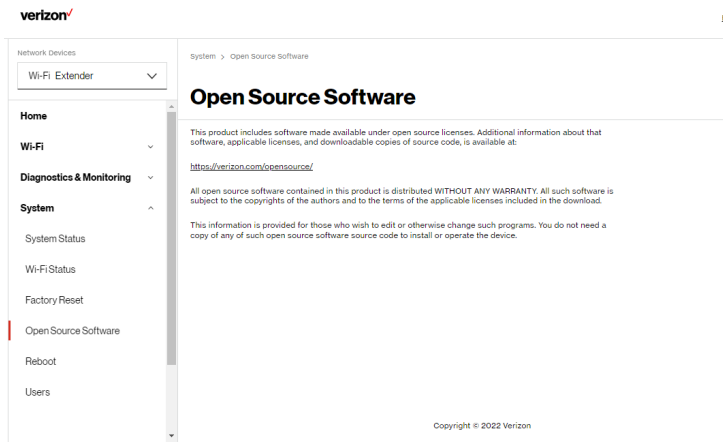 verizon
Network Devices
Wi-Fi Extender
Home
Wi-Fi
Diagnostics & Monitoring
System
System Status
Wi-Fi Status
Factory Reset
Open Source Software
Reboot
Users
System > Open Source Software
Open Source Software
This product includes software made available under open source licenses. Additional information about that
software, applicable licenses, and downloadable copies of source code, is available at:
https://verizon.com/opensource/
All open source software contained in this product is distributed WITHOUT ANY WARRANTY. All such software is
subject to the copyrights of the authors and to the terms of the applicable licenses included in the download.
This information is provided for those who wish to edit or otherwise change such programs. You do not need a
copy of any of such open source software source code to install or operate the device.
Copyright © 2022 Verizon